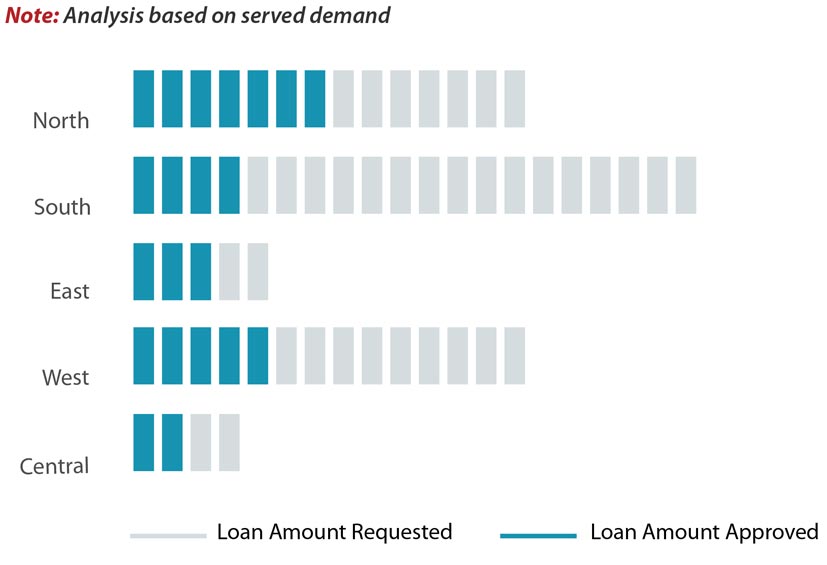 Note: Analysis based on served demand
North
South
East
West
Central
Loan Amount Requested Loan Amount Approved